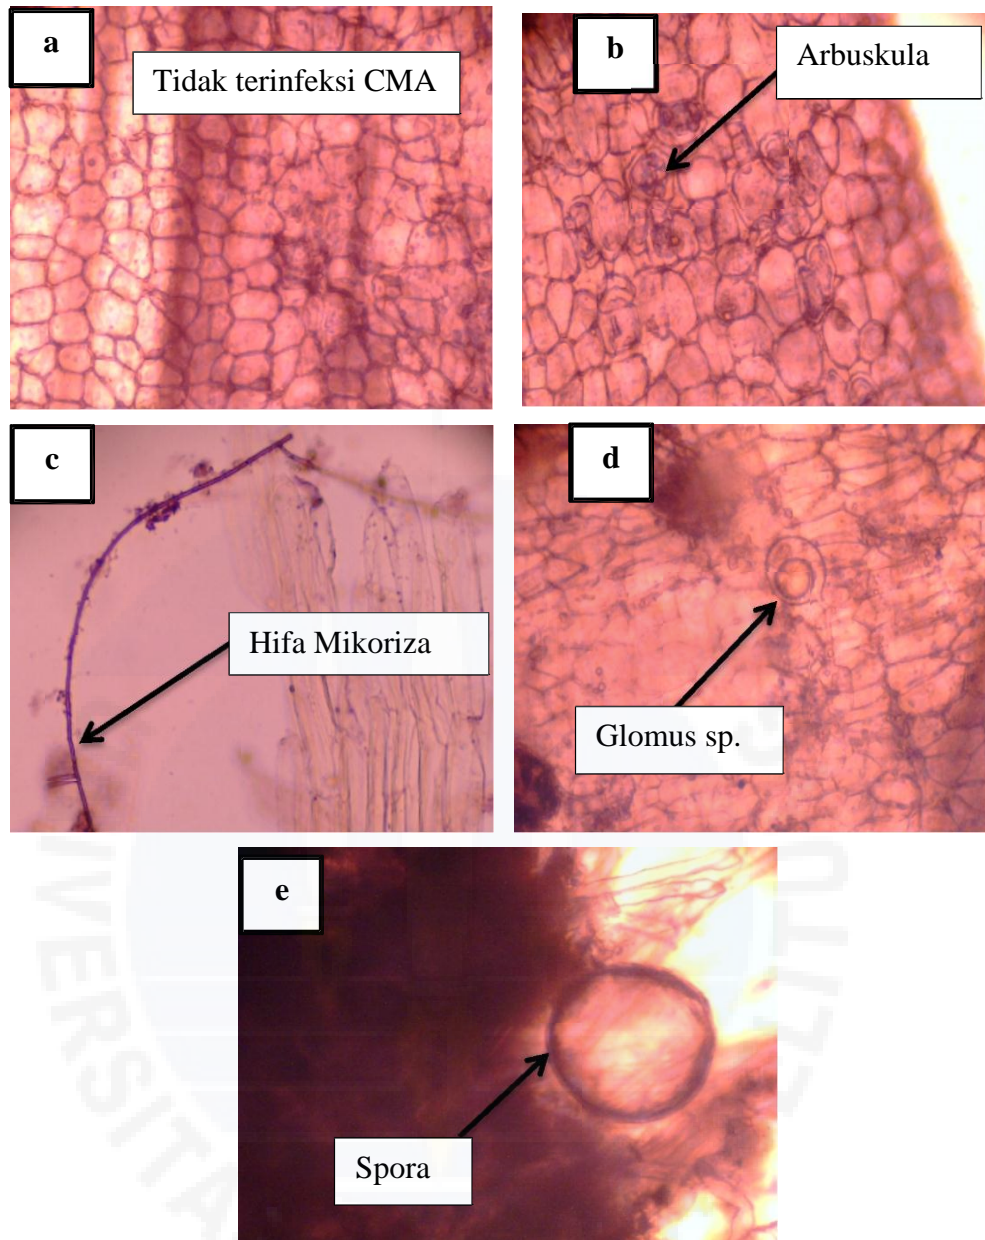 a
Tidak terinfeksi CMA
b
Arbuskula
c
Hifa Mikoriza
d
Glomus sp.
e
Spora